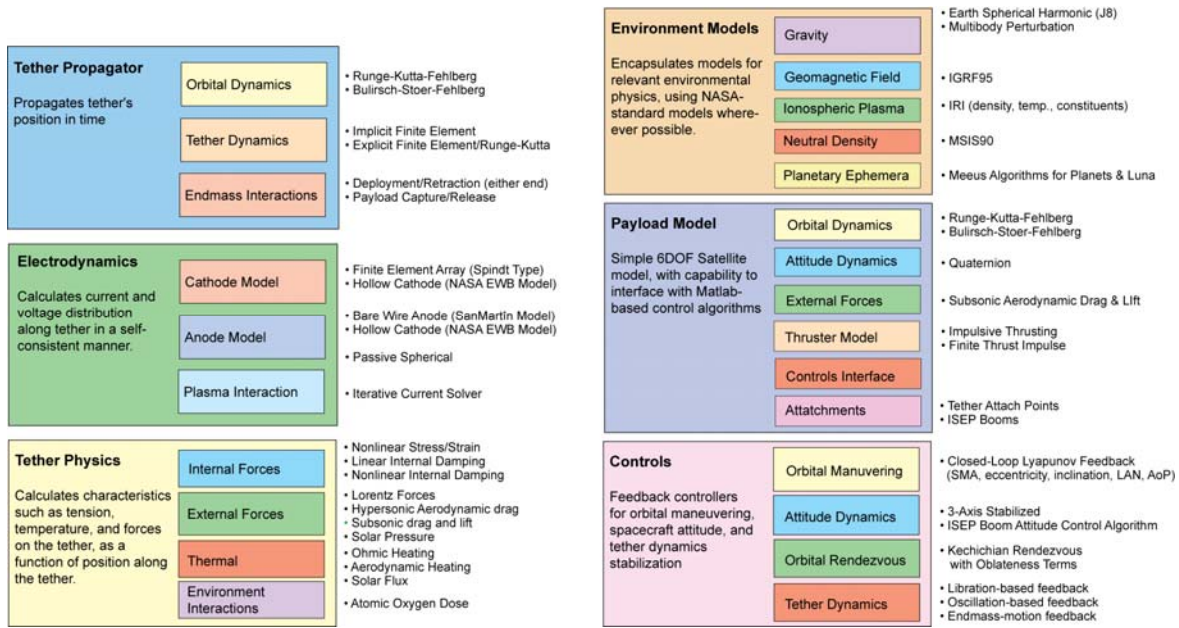 Tether Propagator
Propagates tether's
position in time
Orbital Dynamics
• Runge-Kutta-Fehlberg
• Bulirsch-Stoer-Fehlberg
Tether Dynamics
• Implicit Finite Element
• Explicit Finite Element/Runge-Kutta
Endmass Interactions
• Deployment/Retraction (either end)
• Payload Capture/Release
Electrodynamics
Calculates current and
voltage distribution
along tether in a self-
consistent manner.
Cathode Model
• Finite Element Array (Spindt Type)
• Hollow Cathode (NASA EWB Model)
Anode Model
• Bare Wire Anode (SanMartín Model)
• Hollow Cathode (NASA EWB Model)
• Passive Spherical
Plasma Interaction
• Iterative Current Solver
Tether Physics
Calculates characteristics
such as tension,
temperature, and forces
on the tether, as a
function of position along
the tether.
Internal Forces
• Nonlinear Stress/Strain
• Linear Internal Damping
• Nonlinear Internal Damping
External Forces
• Lorentz Forces
• Hypersonic Aerodynamic drag
• Subsonic drag and lift
• Solar Pressure
Thermal
• Ohmic Heating
• Aerodynamic Heating
• Solar Flux
Environment
Interactions
• Atomic Oxygen Dose
Environment Models
Encapsulates models for
relevant environmental
physics, using NASA-
standard models where-
ever possible.
Gravity
• Earth Spherical Harmonic (J8)
• Multibody Perturbation
Geomagnetic Field
• IGRF95
Ionospheric Plasma
• IRI (density, temp., constituents)
Neutral Density
• MSIS90
Planetary Ephemera
• Meeus Algorithms for Planets & Luna
Payload Model
Simple 6DOF Satellite
model, with capability to
interface with Matlab-
based control algorithms
Orbital Dynamics
• Runge-Kutta-Fehlberg
• Bulirsch-Stoer-Fehlberg
Attitude Dynamics
• Quaternion
External Forces
• Subsonic Aerodynamic Drag & LIft
Thruster Model
• Impulsive Thrusting
• Finite Thrust Impulse
Controls Interface
Attatchments
• Tether Attach Points
• ISEP Booms
Controls
Feedback controllers
for orbital maneuvering,
spacecraft attitude, and
tether dynamics
stabilization
Orbital Manuvering
• Closed-Loop Lyapunov Feedback
(SMA, eccentricity, inclination, LAN, AoP)
Attitude Dynamics
• 3-Axis Stabilized
• ISEP Boom Attitude Control Algorithm
Orbital Rendezvous
• Kechichian Rendezvous
with Oblateness Terms
Tether Dynamics
• Libration-based feedback
• Oscillation-based feedback
• Endmass-motion feedback